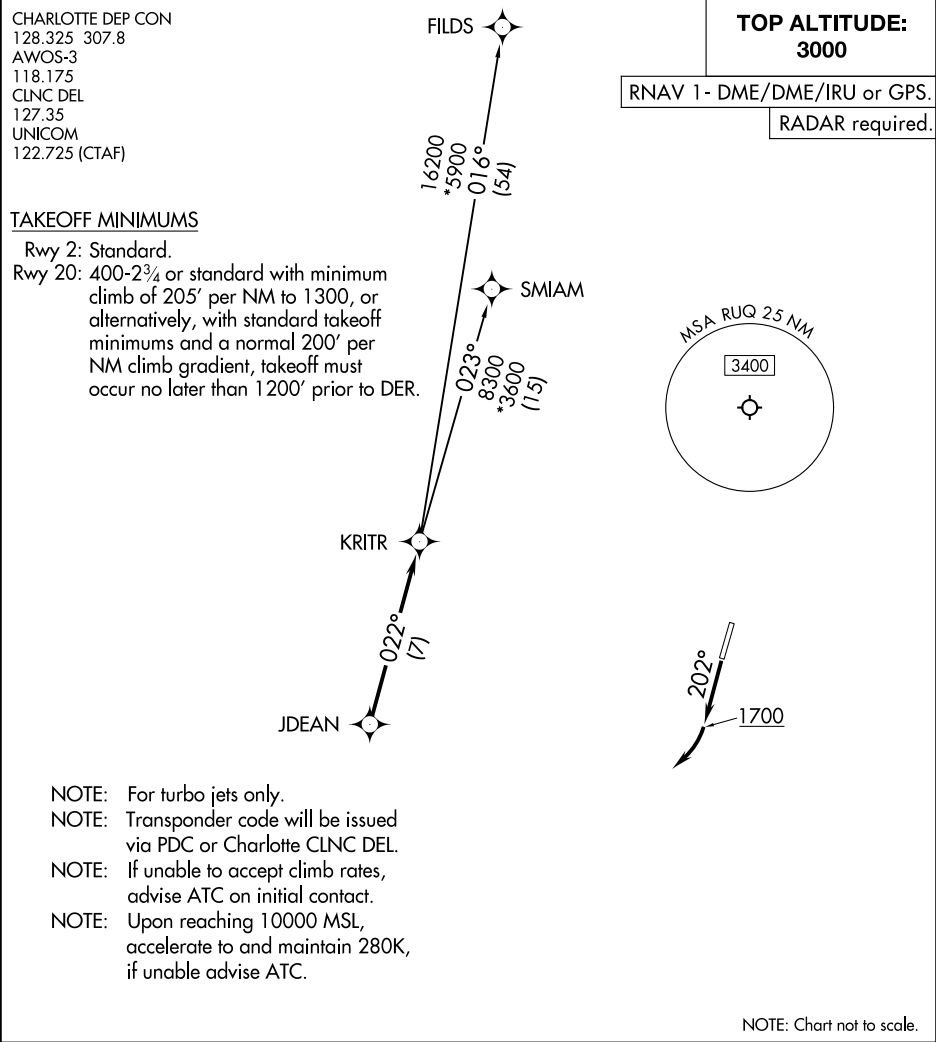 CHARLOTTE DEP CON
128.325 307.8
AWOS-3
118.175
CLNC DEL
127.35
UNICOM
122.725 (CTAF)
TOP ALTITUDE:
3000
RNAV 1- DME/DME/IRU or GPS.
RADAR required.
FILDS
16200
*5900
016°
(54)
TAKEOFF MINIMUMS
Rwy 2: Standard.
Rwy 20: 400-2¾ or standard with minimum
climb of 205' per NM to 1300, or
alternatively, with standard takeoff
minimums and a normal 200' per
NM climb gradient, takeoff must
occur no later than 1200' prior to DER.
SMIAM
023°
8300
*3600
(15)
MSA RUQ 25 NM
3400
KRITR
022°
(7)
JDEAN
202°
1700
NOTE: For turbo jets only.
NOTE: Transponder code will be issued
via PDC or Charlotte CLNC DEL.
NOTE: If unable to accept climb rates,
advise ATC on initial contact.
NOTE: Upon reaching 10000 MSL,
accelerate to and maintain 280K,
if unable advise ATC.
NOTE: Chart not to scale.